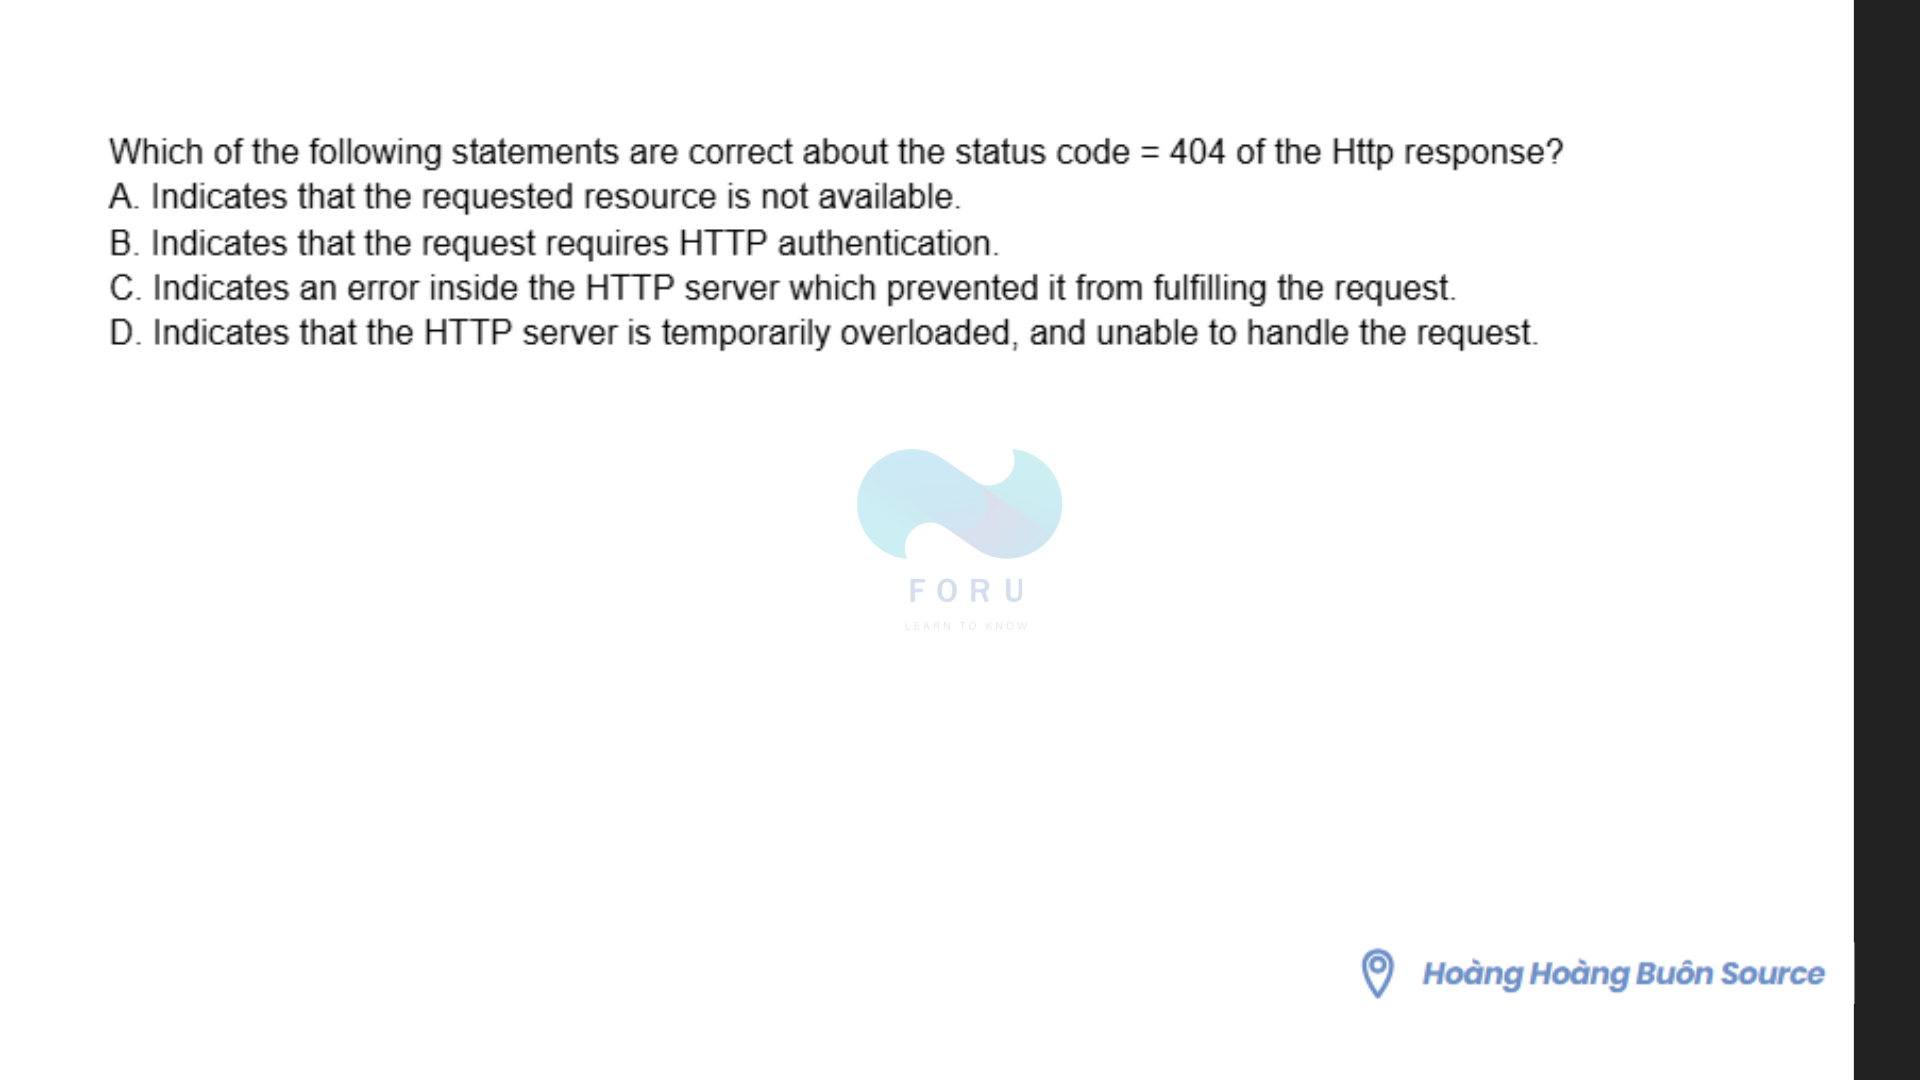 Which of the following statements are correct about the status code = 404 of the Http response?
A. Indicates that the requested resource is not available.
B. Indicates that the request requires HTTP authentication.
C. Indicates an error inside the HTTP server which prevented it from fulfilling the request.
D. Indicates that the HTTP server is temporarily overloaded, and unable to handle the request.
FORU
LEARN TO KNOW
Hoàng Hoàng Buôn Source